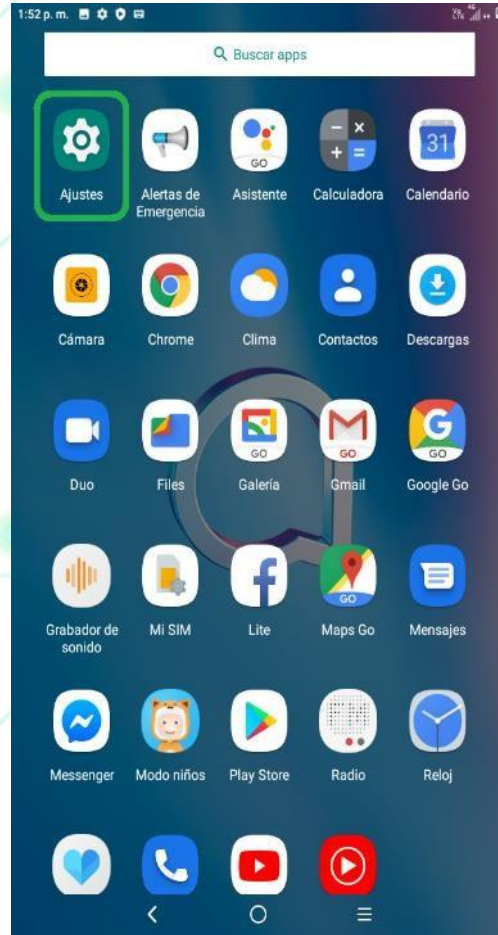 1:52 p. m.
4G
Buscar apps
Ajustes
Alertas de
Emergencia
GO
Asistente
Calculadora
31
Calendario
Cámara
Chrome
Clima
Contactos
Descargas
Duo
Files
GO
Galería
GO
Gmail
GO
Google Go
Grabador de
sonido
Mi SIM
Lite
GO
Maps Go
Mensajes
Messenger
Modo niños
Play Store
Radio
Reloj